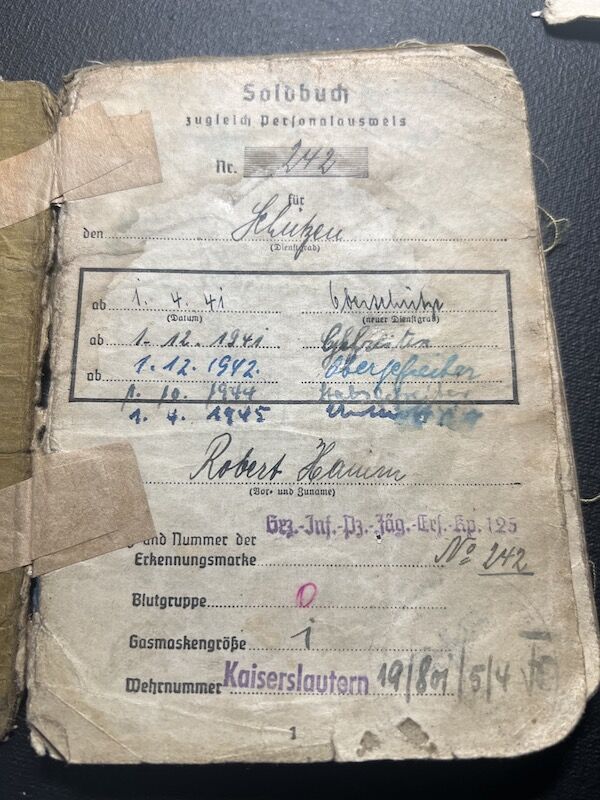 Soldbuch
zugleich Personalausweis
Nr. 242
für
den Schützen
(Dienstgrad)
ab 1. 4. 41 Oberschütze
(Datum) (neuer Dienstgrad)
ab 1. 12. 1941 Gefreiten
ab 1. 12. 1942. Obergefreiter
1. 10. 1944 Stabsgefreiter
1. 4. 1945
Robert Hamm
(Vor- und Zuname)
Grz.-Inf.-Pz.-Jäg.-Ers.-Kp. 125
und Nummer der
Erkennungsmarke No 242
Blutgruppe 0
Gasmaskengröße i
Wehrnummer Kaiserslautern 19/801/5/4
1